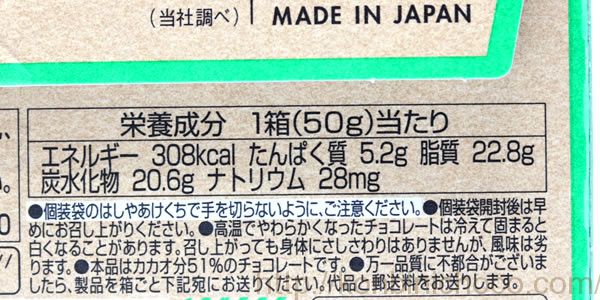 (当社調べ) MADE IN JAPAN
栄養成分 1箱(50g)当たり
エネルギー 308kcal たんぱく質 5.2g 脂質 22.8g
炭水化物 20.6g ナトリウム 28mg
●個装袋のはしやあけくちで手を切らないように、ご注意ください。●個装袋開封後は早
めにお召し上がりください。●高温でやわらかくなったチョコレートは冷えて固まると
白くなることがあります。召し上がっても身体にさしさわりはありませんが、風味は劣
ります。●本品はカカオ分51%のチョコレートです。●万一品質に不都合がございま
したら、製品を箱ごと下記宛にお送りください。代品と郵送料をお送りします。